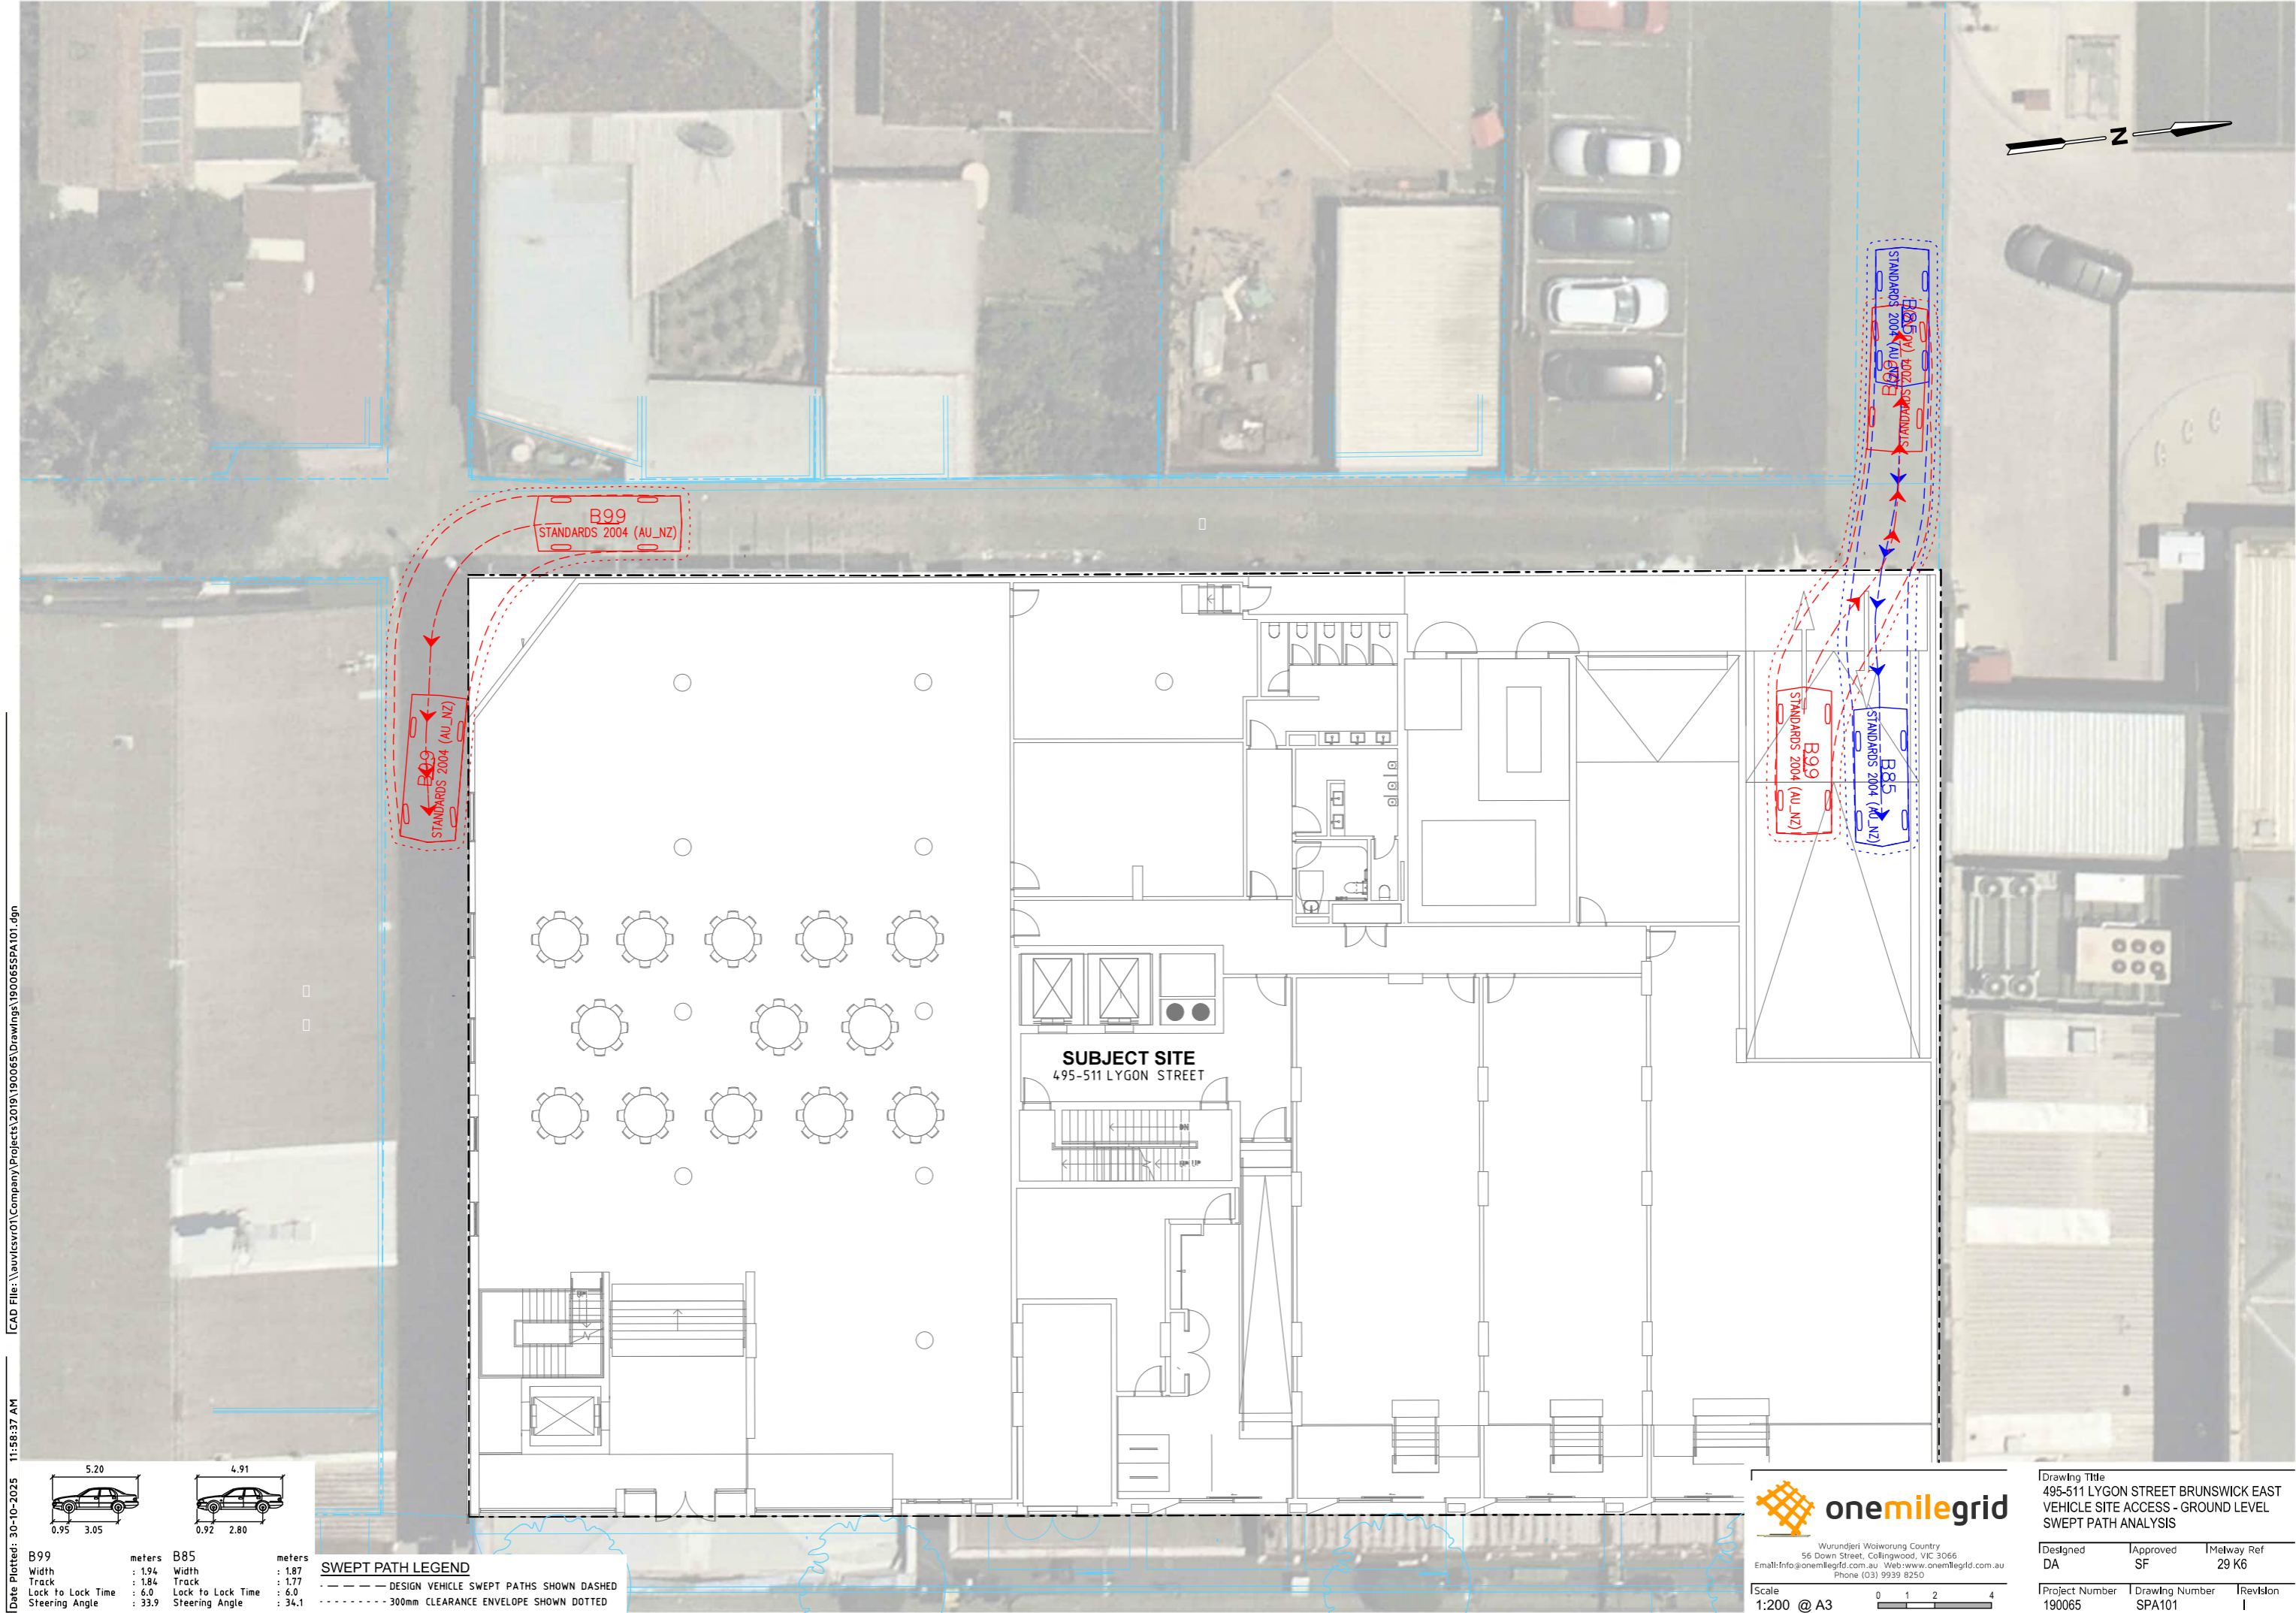 N
B85
STANDARDS 2004 (AU_NZ)
B99
STANDARDS 2004 (AU_NZ)
B99
STANDARDS 2004 (AU_NZ)
B99
STANDARDS 2004 (AU_NZ)
B99
STANDARDS 2004 (AU_NZ)
B85
STANDARDS 2004 (AU_NZ)
SUBJECT SITE
495-511 LYGON STREET
DN
UP
CAD File: \\auvicsvr01\Company\Projects\2019\190065\Drawings\190065SPA101.dgn
Date Plotted: 30-10-2025 11:58:37 AM
5.20
0.95 3.05
B99 meters
Width : 1.94
Track : 1.84
Lock to Lock Time : 6.0
Steering Angle : 33.9
4.91
0.92 2.80
B85 meters
Width : 1.87
Track : 1.77
Lock to Lock Time : 6.0
Steering Angle : 34.1
SWEPT PATH LEGEND
DESIGN VEHICLE SWEPT PATHS SHOWN DASHED
300mm CLEARANCE ENVELOPE SHOWN DOTTED
onemilegrid
Wurundjeri Woiworung Country
56 Down Street, Collingwood, VIC 3066
Email:info@onemilegrid.com.au Web:www.onemilegrid.com.au
Phone (03) 9939 8250
Scale
1:200 @ A3
0 1 2 4
Drawing Title
495-511 LYGON STREET BRUNSWICK EAST
VEHICLE SITE ACCESS - GROUND LEVEL
SWEPT PATH ANALYSIS
Designed Approved Melway Ref
DA SF 29 K6
Project Number Drawing Number Revision
190065 SPA101 I